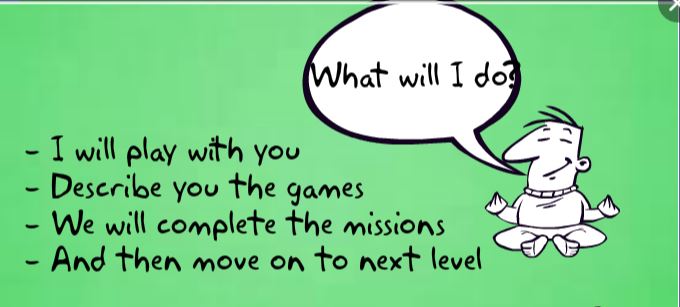 What will I do?
- I will play with you
- Describe you the games
- We will complete the missions
- And then move on to next level